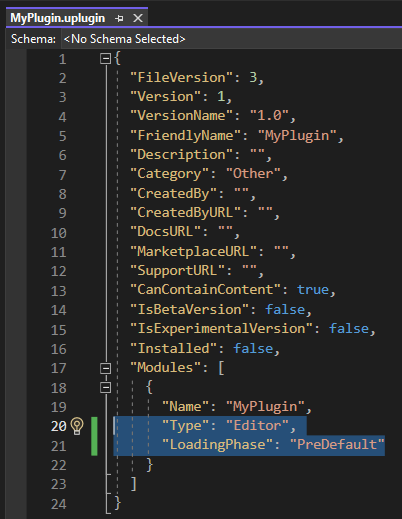 MyPlugin.uplugin
Schema: <No Schema Selected>
1 {
2 "FileVersion": 3,
3 "Version": 1,
4 "VersionName": "1.0",
5 "FriendlyName": "MyPlugin",
6 "Description": "",
7 "Category": "Other",
8 "CreatedBy": "",
9 "CreatedByURL": "",
10 "DocsURL": "",
11 "MarketplaceURL": "",
12 "SupportURL": "",
13 "CanContainContent": true,
14 "IsBetaVersion": false,
15 "IsExperimentalVersion": false,
16 "Installed": false,
17 "Modules": [
18 {
19 "Name": "MyPlugin",
20 "Type": "Editor",
21 "LoadingPhase": "PreDefault"
22 }
23 ]
24 }